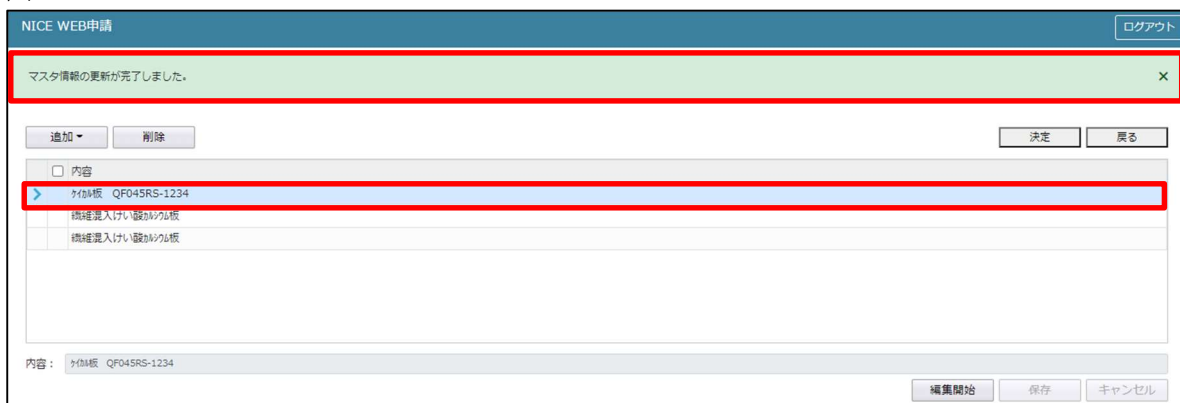 NICE WEB申請 ログアウト
マスタ情報の更新が完了しました。 ×
追加 削除 決定 戻る
内容
ｹｲｶﾙ板 QF045RS-1234
繊維混入けい酸ｶﾙｼｳﾑ板
繊維混入けい酸ｶﾙｼｳﾑ板
内容： ｹｲｶﾙ板 QF045RS-1234
編集開始 保存 キャンセル